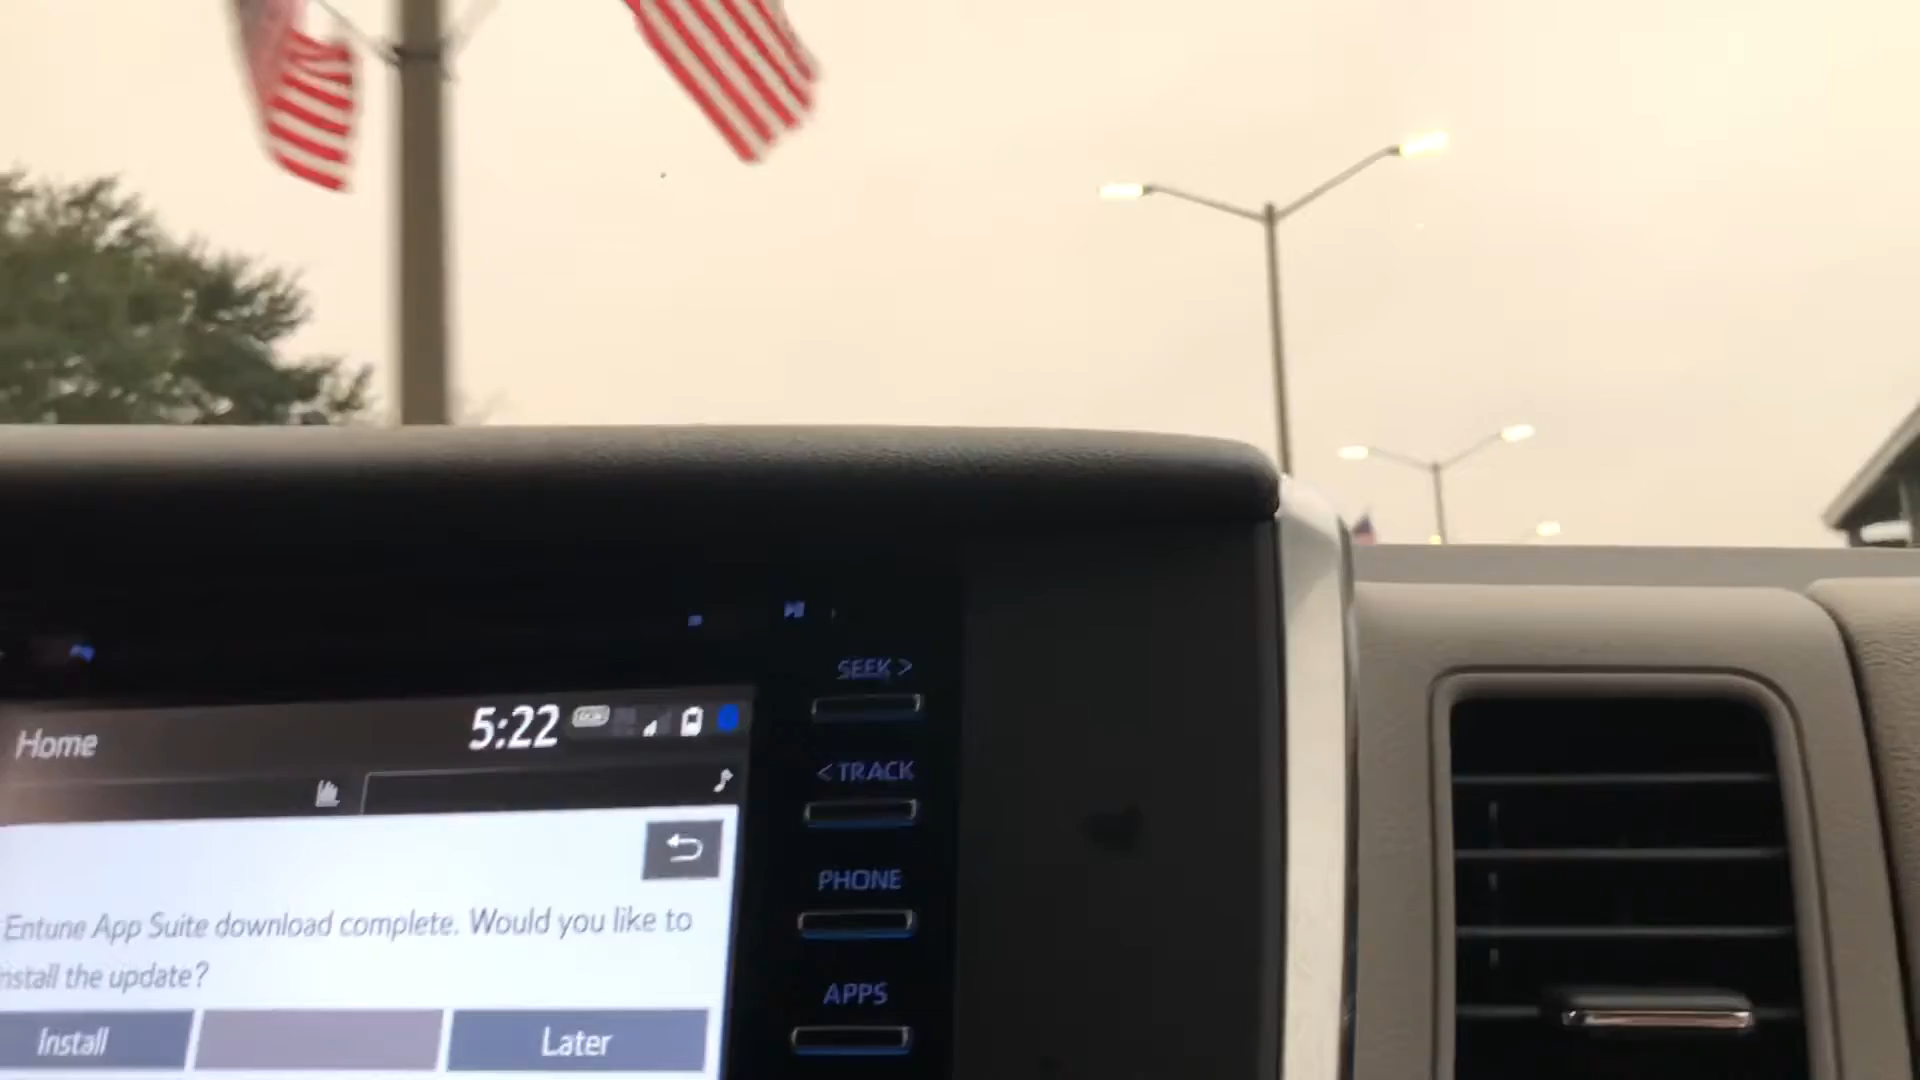 SEEK >
Home 5:22
< TRACK
PHONE
Entune App Suite download complete. Would you like to
nstall the update?
APPS
Install Later